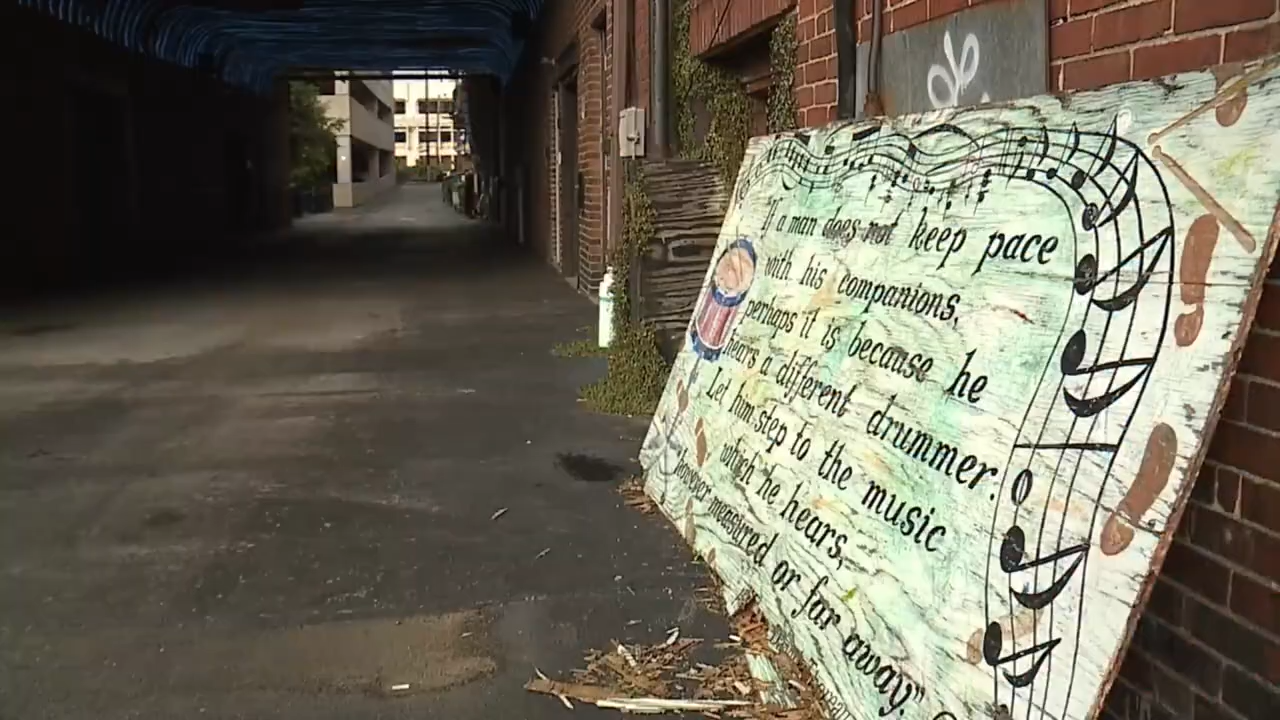 If a man does not keep pace
with his companions,
perhaps it is because he
hears a different drummer.
Let him step to the music
which he hears,
however measured or far away."